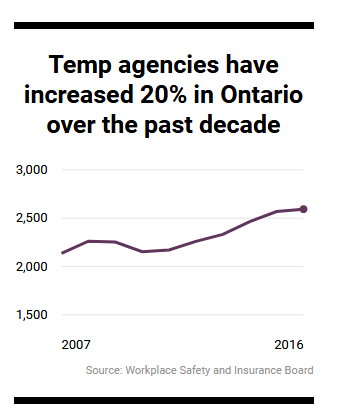 Temp agencies have
increased 20% in Ontario
over the past decade
3,000
2,500
2,000
1,500
2007 2016
Source: Workplace Safety and Insurance Board